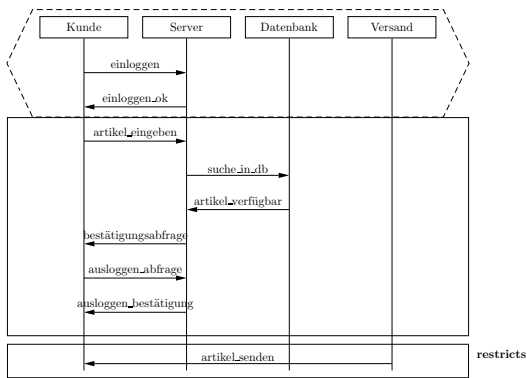 Kunde Server Datenbank Versand
einloggen
einloggen_ok
artikel_eingeben
suche_in_db
artikel_verfügbar
bestätigungsabfrage
ausloggen_abfrage
ausloggen_bestätigung
artikel_senden
restricts